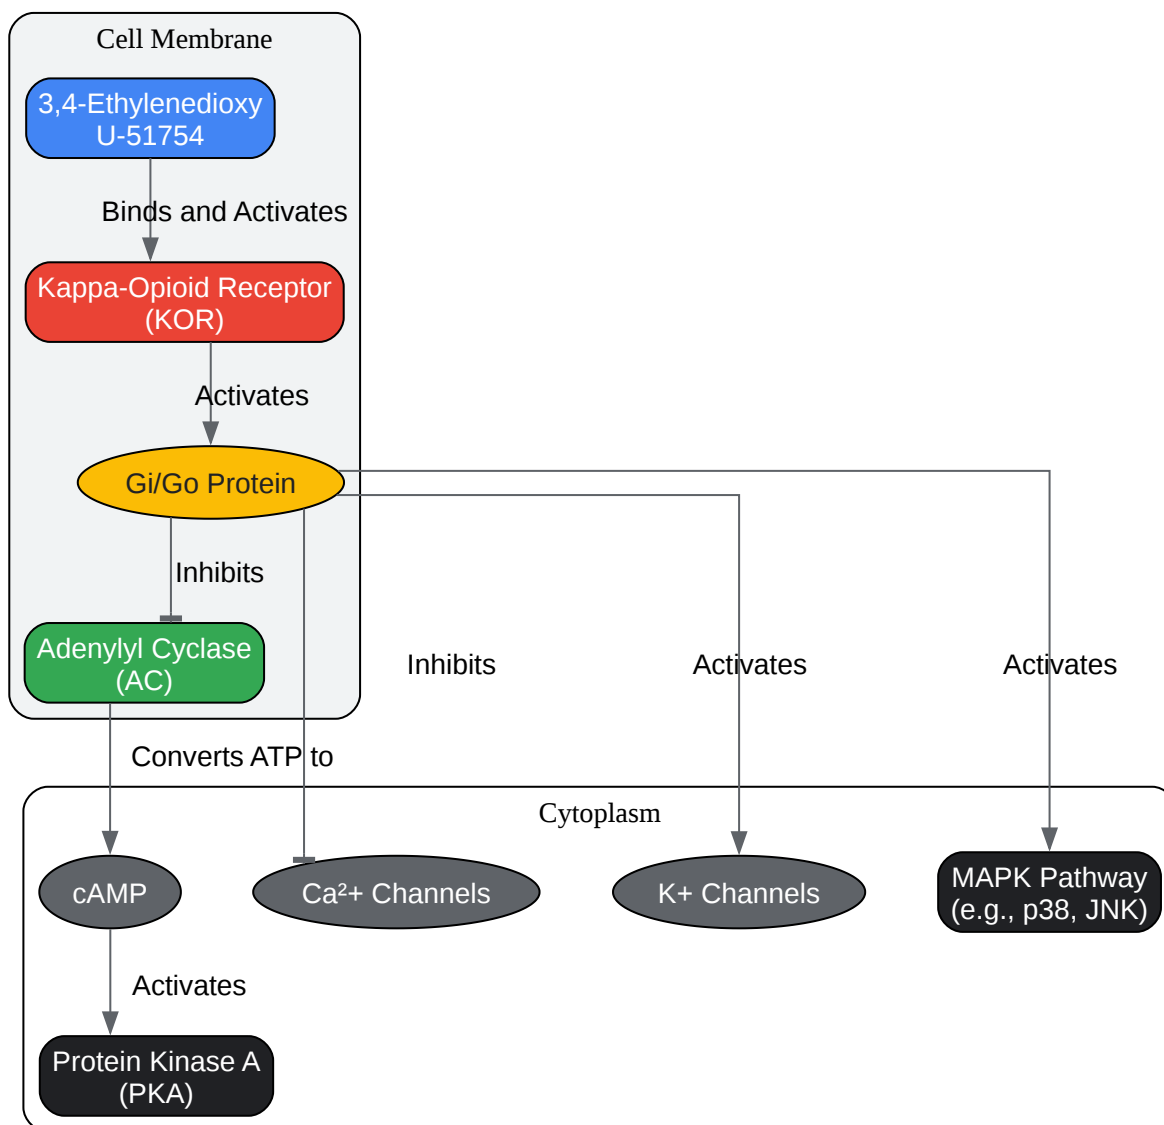 Cell Membrane
3,4-Ethylenedioxy
U-51754
Binds and Activates
Kappa-Opioid Receptor
(KOR)
Activates
Gi/Go Protein
Inhibits
Adenylyl Cyclase
(AC)
Inhibits
Activates
Activates
Converts ATP to
Cytoplasm
cAMP
Ca²+ Channels
K+ Channels
MAPK Pathway
(e.g., p38, JNK)
Activates
Protein Kinase A
(PKA)